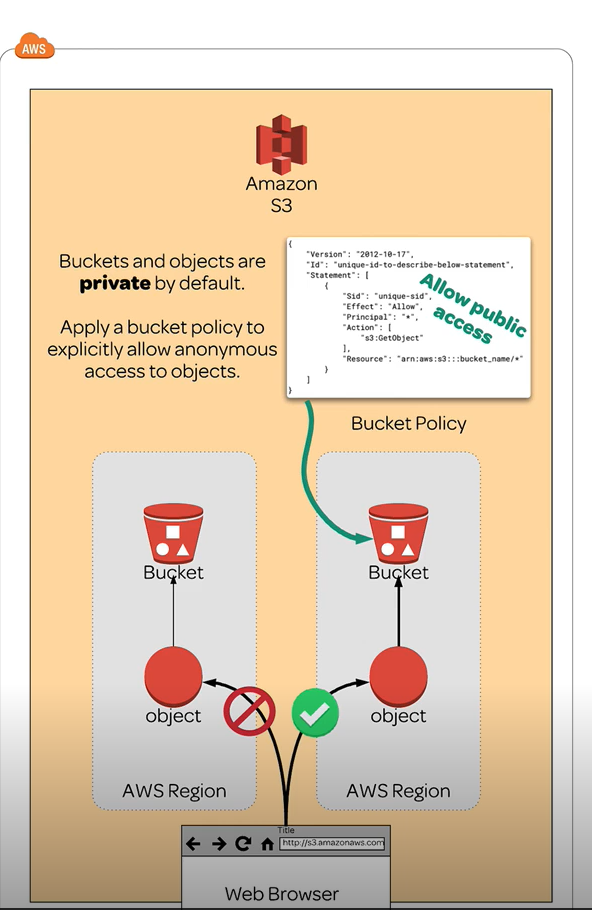 AWS
Amazon
S3
Buckets and objects are
private by default.
Apply a bucket policy to
explicitly allow anonymous
access to objects.
{
"Version": "2012-10-17",
"Id": "unique-id-to-describe-below-statement",
"Statement": [
{
"Sid": "unique-sid",
"Effect": "Allow",
"Principal": "*",
"Action": [
"s3:GetObject"
],
"Resource": "arn:aws:s3:::bucket_name/*"
}
]
}
Allow public
access
Bucket Policy
Bucket
object
AWS Region
Bucket
object
AWS Region
Title
http://s3.amazonaws.com
Web Browser